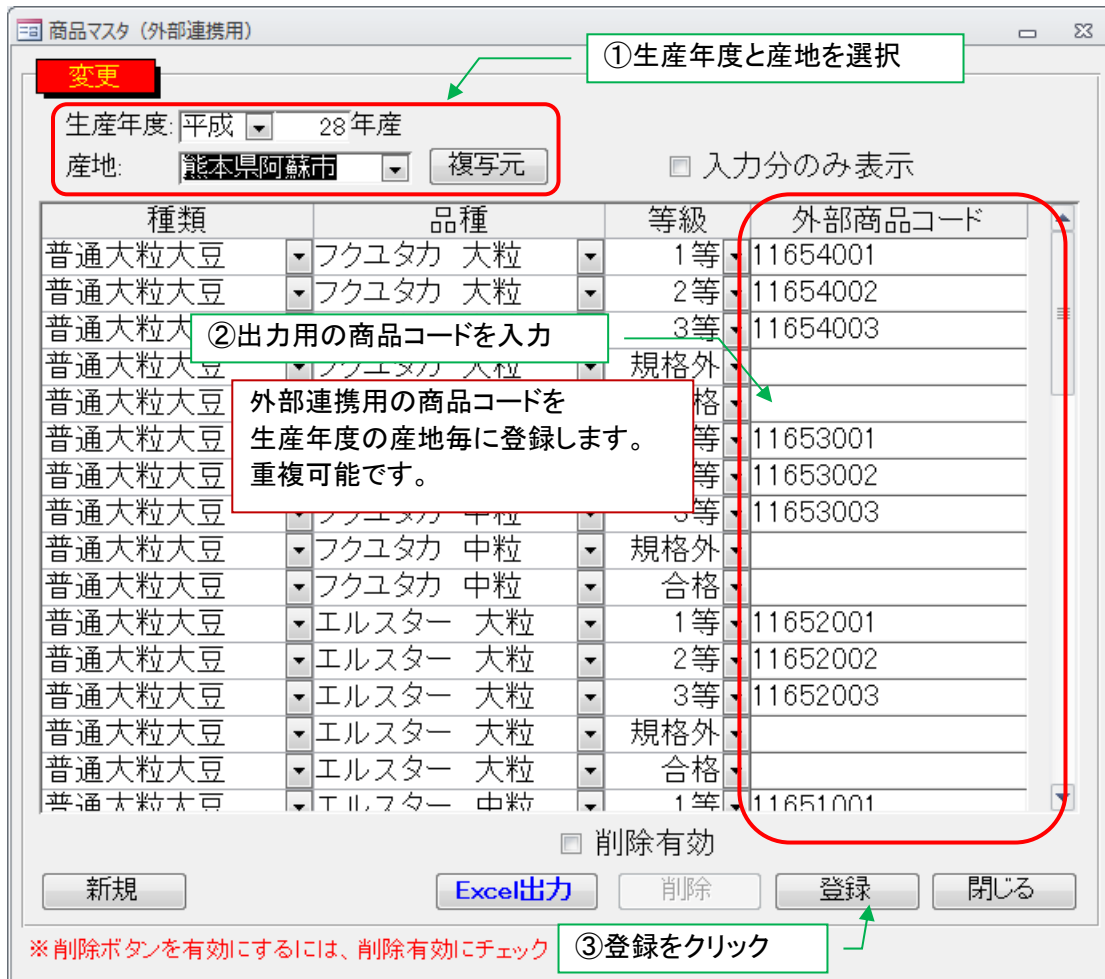 商品マスタ（外部連携用）
①生産年度と産地を選択
変更
生産年度: 平成 28年産
産地: 熊本県阿蘇市 複写元 入力分のみ表示
種類 品種 等級 外部商品コード
普通大粒大豆 フクユタカ 大粒 1等 11654001
普通大粒大豆 フクユタカ 大粒 2等 11654002
普通大粒 3等 11654003
②出力用の商品コードを入力
普通大粒大豆 フクユタカ 大粒 規格外
普通大粒大豆 格
外部連携用の商品コードを
生産年度の産地毎に登録します。
重複可能です。
普通大粒大豆 等 11653001
普通大粒大豆 等 11653002
普通大粒大豆 フクユタカ 中粒 3等 11653003
普通大粒大豆 フクユタカ 中粒 規格外
普通大粒大豆 フクユタカ 中粒 合格
普通大粒大豆 エルスター 大粒 1等 11652001
普通大粒大豆 エルスター 大粒 2等 11652002
普通大粒大豆 エルスター 大粒 3等 11652003
普通大粒大豆 エルスター 大粒 規格外
普通大粒大豆 エルスター 大粒 合格
普通大粒大豆 エルスター 中粒 1等 11651001
削除有効
新規 Excel出力 削除 登録 閉じる
※削除ボタンを有効にするには、削除有効にチェック
③登録をクリック